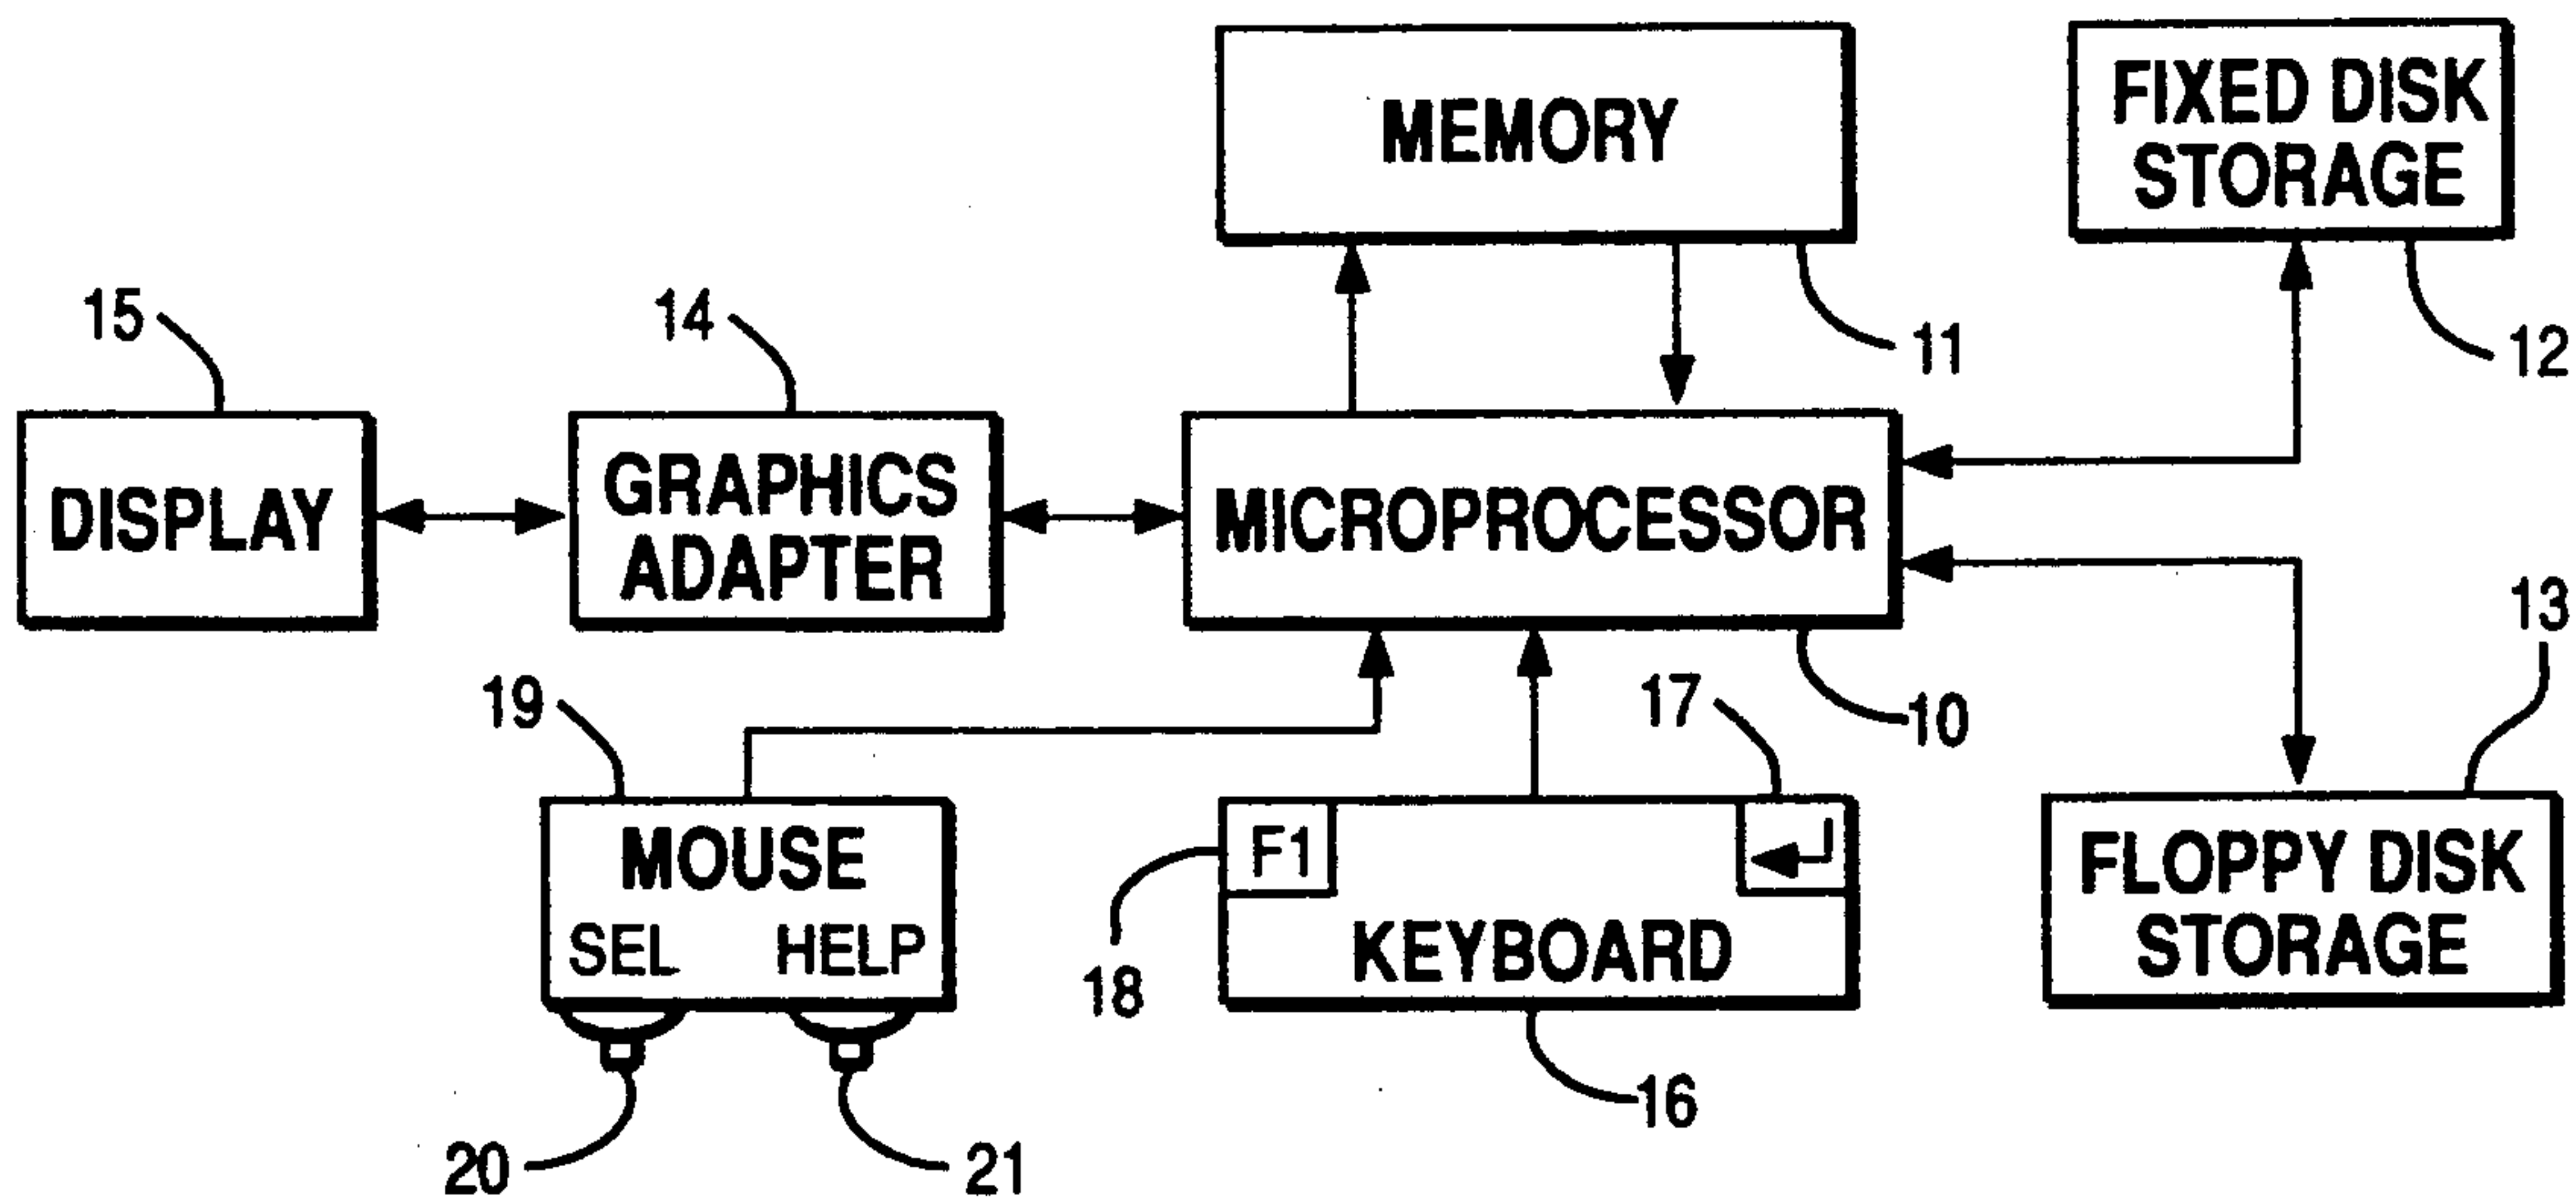 MEMORY
FIXED DISK
STORAGE
15
14
11
12
DISPLAY
GRAPHICS
ADAPTER
MICROPROCESSOR
13
19
17
10
MOUSE
SEL HELP
F1
KEYBOARD
18
FLOPPY DISK
STORAGE
16
20
21